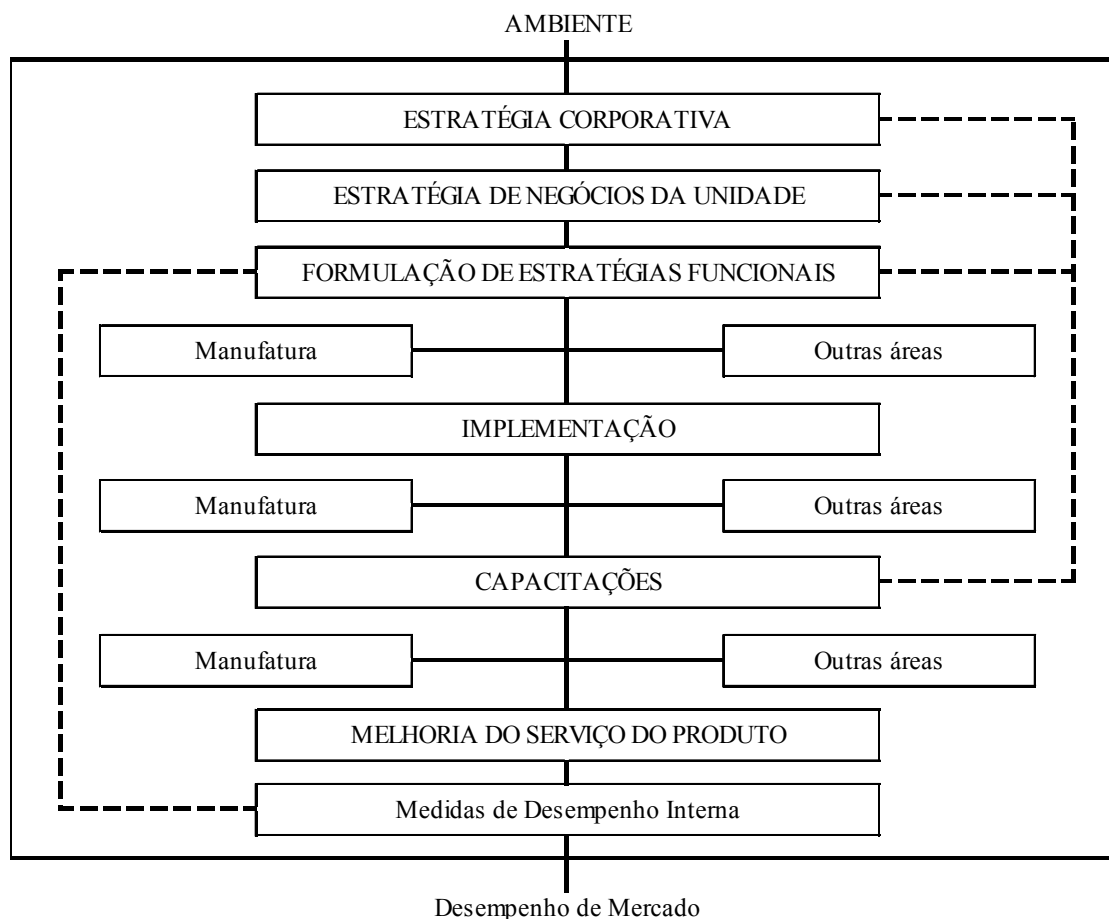 AMBIENTE
ESTRATÉGIA CORPORATIVA
ESTRATÉGIA DE NEGÓCIOS DA UNIDADE
FORMULAÇÃO DE ESTRATÉGIAS FUNCIONAIS
Manufatura
Outras áreas
IMPLEMENTAÇÃO
Manufatura
Outras áreas
CAPACITAÇÕES
Manufatura
Outras áreas
MELHORIA DO SERVIÇO DO PRODUTO
Medidas de Desempenho Interna
Desempenho de Mercado